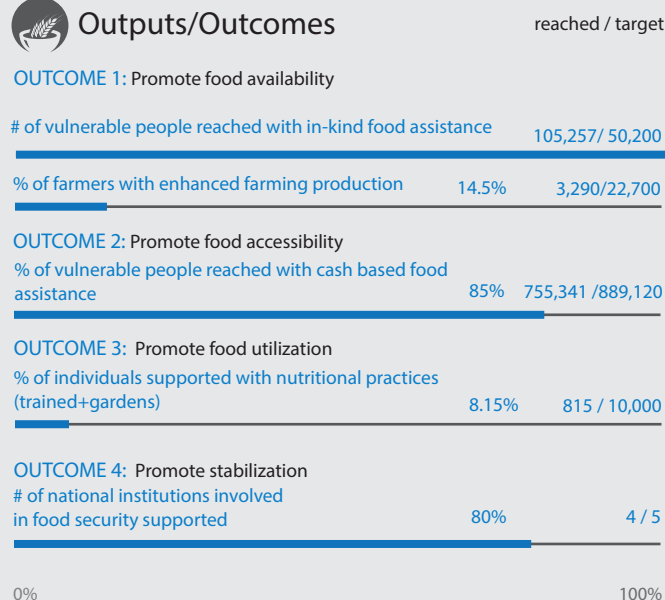 Outputs/Outcomes
reached / target
OUTCOME 1: Promote food availability
# of vulnerable people reached with in-kind food assistance 105,257/ 50,200
% of farmers with enhanced farming production 14.5% 3,290/22,700
OUTCOME 2: Promote food accessibility
% of vulnerable people reached with cash based food
assistance 85% 755,341 /889,120
OUTCOME 3: Promote food utilization
% of individuals supported with nutritional practices
(trained+gardens) 8.15% 815 / 10,000
OUTCOME 4: Promote stabilization
# of national institutions involved
in food security supported 80% 4 / 5
0% 100%